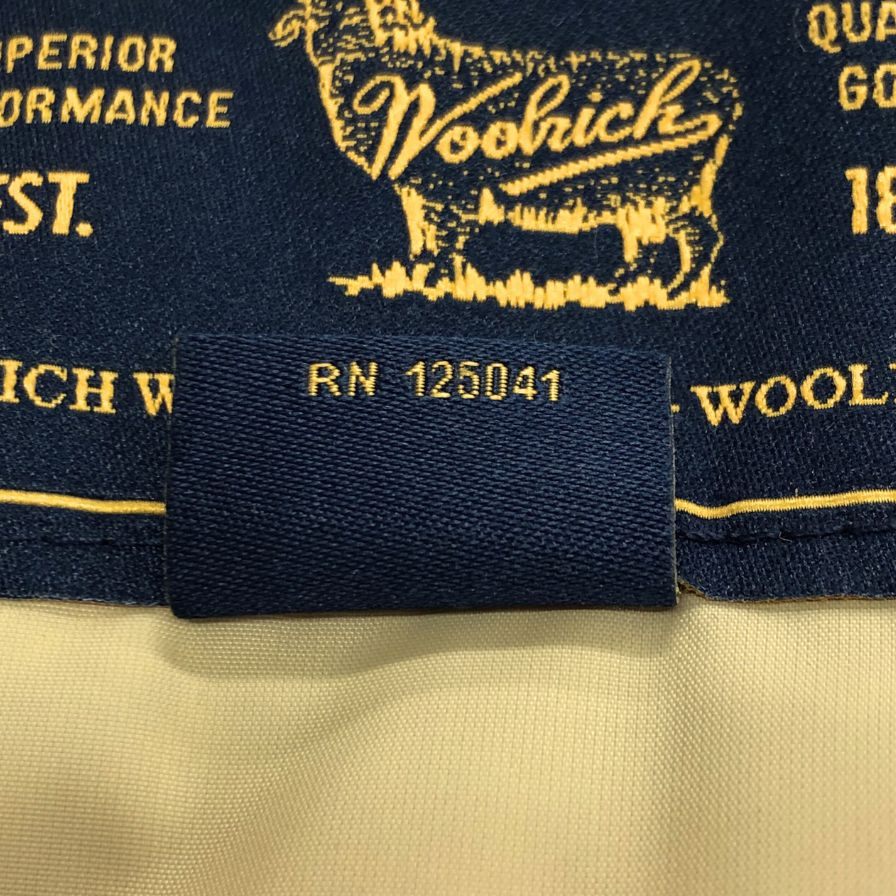 QUA
PERIOR
ORMANCE
GO
Woolrich
EST.
18
RN 125041
ICH W
- WOOL